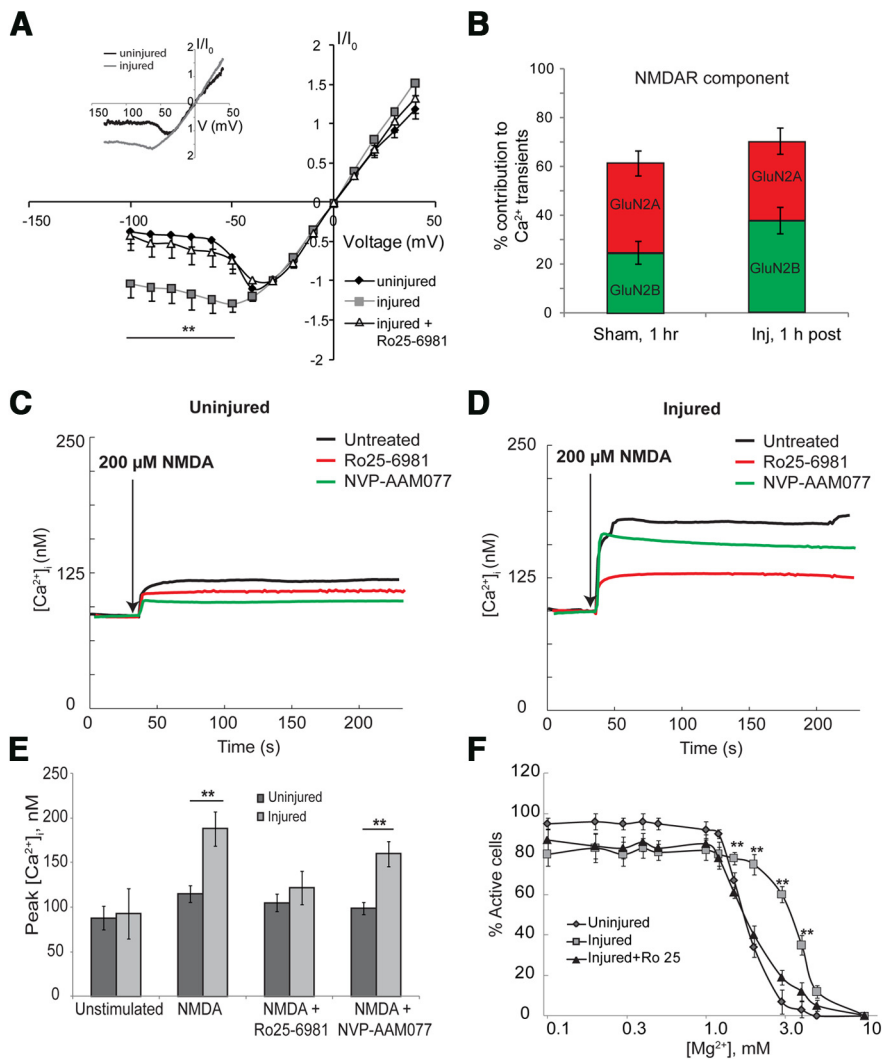 A
I/I0
uninjured
injured
I/I0
2
1
0
1
2
150
100
50
0
50
V (mV)
2
1.5
1
0.5
0
-0.5
-1
-1.5
-2
-150
-100
-50
0
50
Voltage (mV)
uninjured
injured
injured +
Ro25-6981
**
B
NMDAR component
% contribution to
Ca2+ transients
100
80
60
40
20
0
GluN2A
GluN2B
GluN2A
GluN2B
Sham, 1 hr
Inj, 1 h post
C
Uninjured
250
125
0
[Ca2+]i (nM)
200 µM NMDA
Untreated
Ro25-6981
NVP-AAM077
0
50
100
150
200
Time (s)
D
Injured
250
125
0
[Ca2+]i (nM)
200 µM NMDA
Untreated
Ro25-6981
NVP-AAM077
0
50
100
150
200
Time (s)
E
Peak [Ca2+]i, nM
250
200
150
100
50
0
Uninjured
Injured
**
**
Unstimulated
NMDA
NMDA +
Ro25-6981
NMDA +
NVP-AAM077
F
% Active cells
120
100
80
60
40
20
0
Uninjured
Injured
Injured+Ro 25
**
**
**
**
0.1
0.3
1.0
3.0
10
[Mg2+], mM